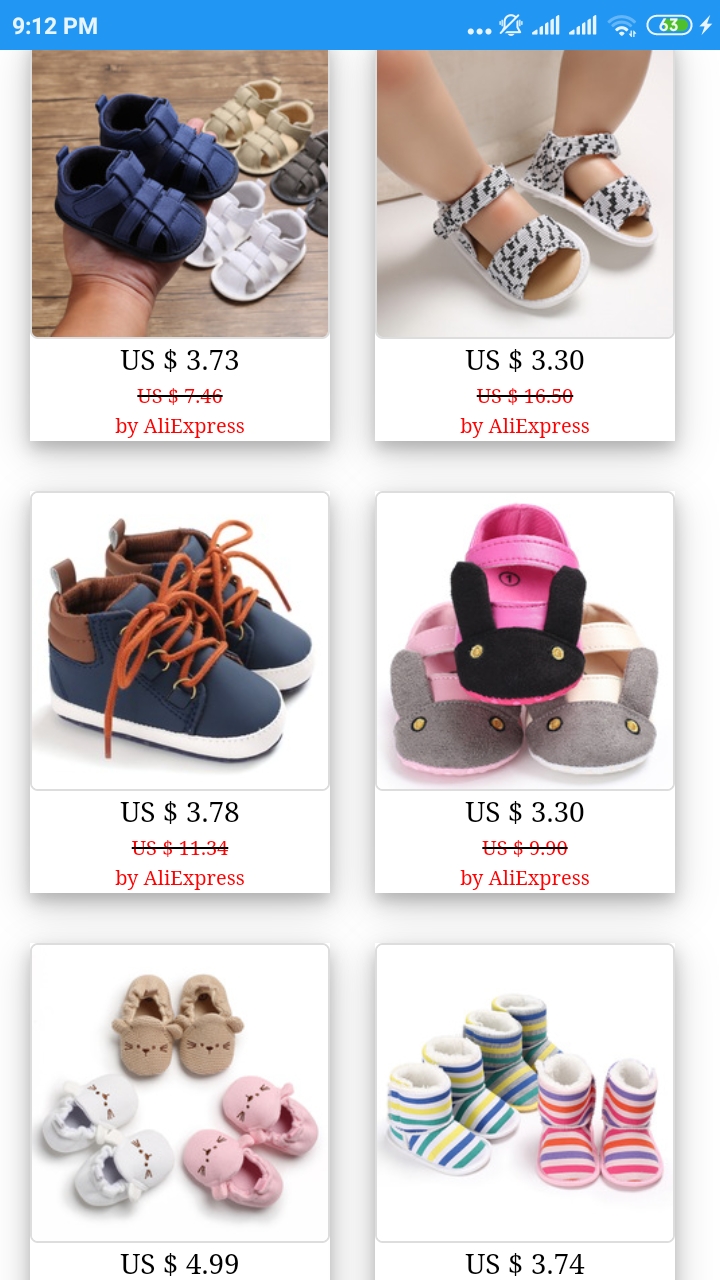 9:12 PM
63
US $ 3.73
US $ 7.46
by AliExpress
US $ 3.30
US $ 16.50
by AliExpress
1
US $ 3.78
US $ 11.34
by AliExpress
US $ 3.30
US $ 9.90
by AliExpress
US $ 4.99
US $ 3.74